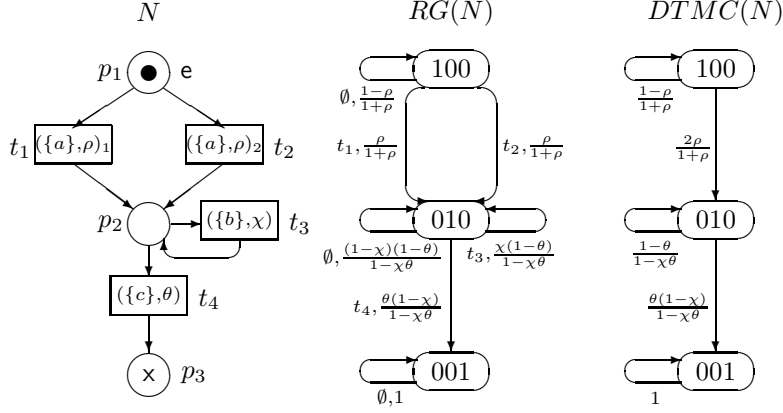 N
RG(N)
DTMC(N)
p₁
e
100
100
∅, (1−ρ)/(1+ρ)
(1−ρ)/(1+ρ)
t₁
({a},ρ)₁
({a},ρ)₂
t₂
t₁, ρ/(1+ρ)
t₂, ρ/(1+ρ)
2ρ/(1+ρ)
p₂
({b},χ)
t₃
010
010
∅, (1−χ)(1−θ)/(1−χθ)
t₃, χ(1−θ)/(1−χθ)
(1−θ)/(1−χθ)
({c},θ)
t₄
t₄, θ(1−χ)/(1−χθ)
θ(1−χ)/(1−χθ)
x
p₃
001
001
∅,1
1